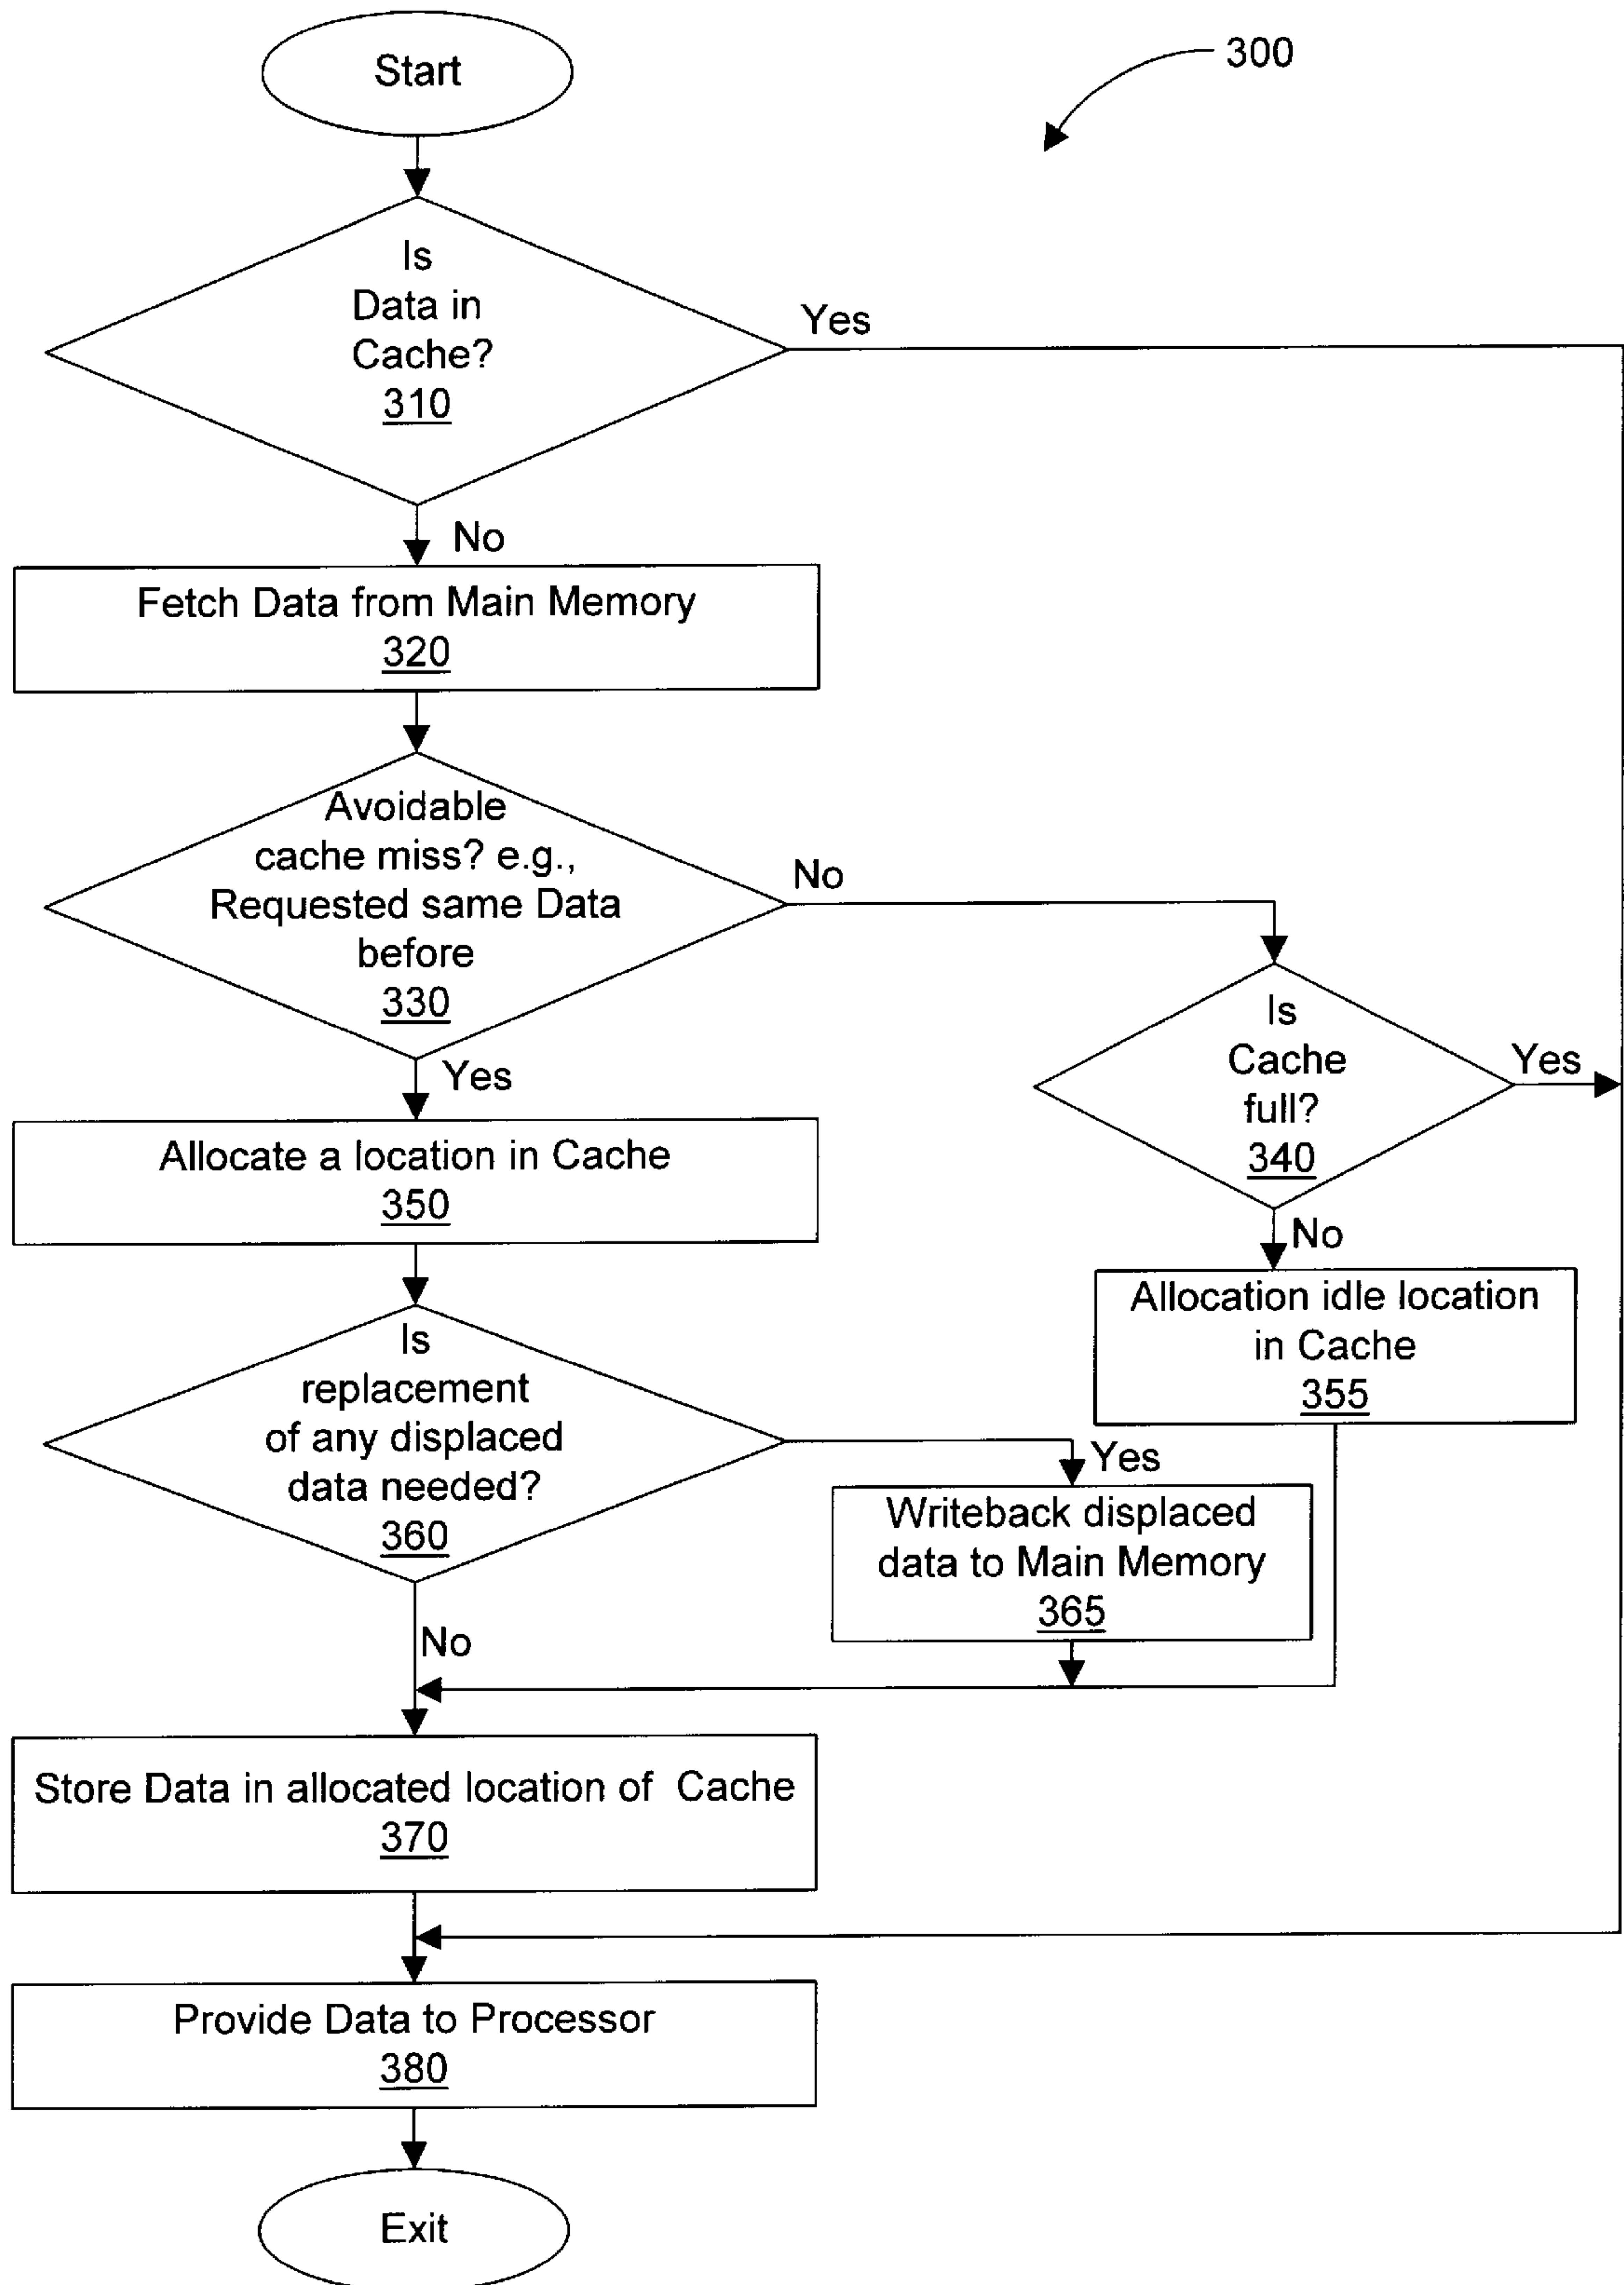 Start
300
Is
Data in
Cache?
310
Yes
No
Fetch Data from Main Memory
320
Avoidable
cache miss? e.g.,
Requested same Data
before
330
No
Yes
Is
Cache
full?
340
Yes
No
Allocate a location in Cache
350
Allocation idle location
in Cache
355
Is
replacement
of any displaced
data needed?
360
Yes
No
Writeback displaced
data to Main Memory
365
Store Data in allocated location of Cache
370
Provide Data to Processor
380
Exit